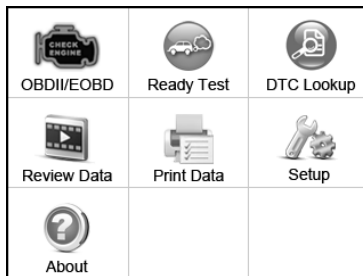 CHECK
ENGINE
OBDII/EOBD
Ready Test
DTC Lookup
Review Data
Print Data
Setup
About